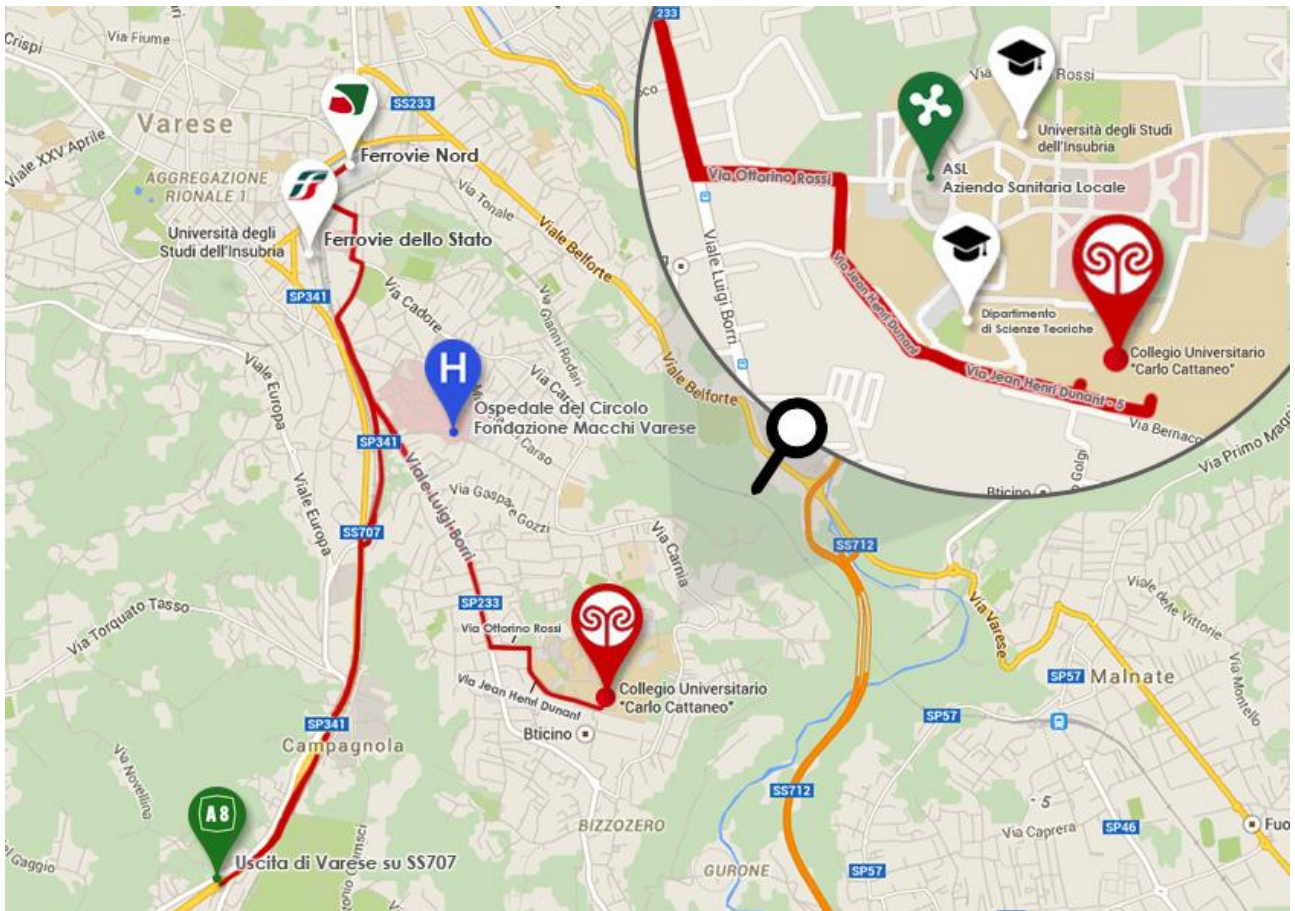 Crispi
Via Fiume
Varese
Viale XXV Aprile
AGGREGAZIONE
RIONALE 1
SS233
Ferrovie Nord
Via Tonale
Università degli
Studi dell'Insubria
Ferrovie dello Stato
Viale Belforte
SP341
Via Cadore
Via Gianni Rodari
Viale Europa
H
Ospedale del Circolo
Fondazione Macchi Varese
Viale Belforte
SP341
Viale Luigi Borri
Via Gaspare Gozzi
Viale Europa
SS707
Via Carnia
SS712
Via Torquato Tasso
SP233
Via Ottorino Rossi
Via Jean Henri Dunant
Collegio Universitario
"Carlo Cattaneo"
Bticino
Via Varese
Viale delle Vittorie
SP57
Malnate
Via Montello
SP57
SP341
Campagnola
Via Novellina
SS712
A8
Uscita di Varese su SS707
BIZZOZERO
- 5
Via Caprera
SP46
Gaggio
GURONE
SP57
233
Rossi
Università degli Studi
dell'Insubria
ASL
Azienda Sanitaria Locale
Via Ottorino Rossi
Viale Luigi Borri
Via Jean Henri Dunant
Dipartimento
di Scienze Teoriche
Collegio Universitario
"Carlo Cattaneo"
Via Jean Henri Dunant - 5
Via Bernaco
Golgi
Bticino
Via Primo Magg